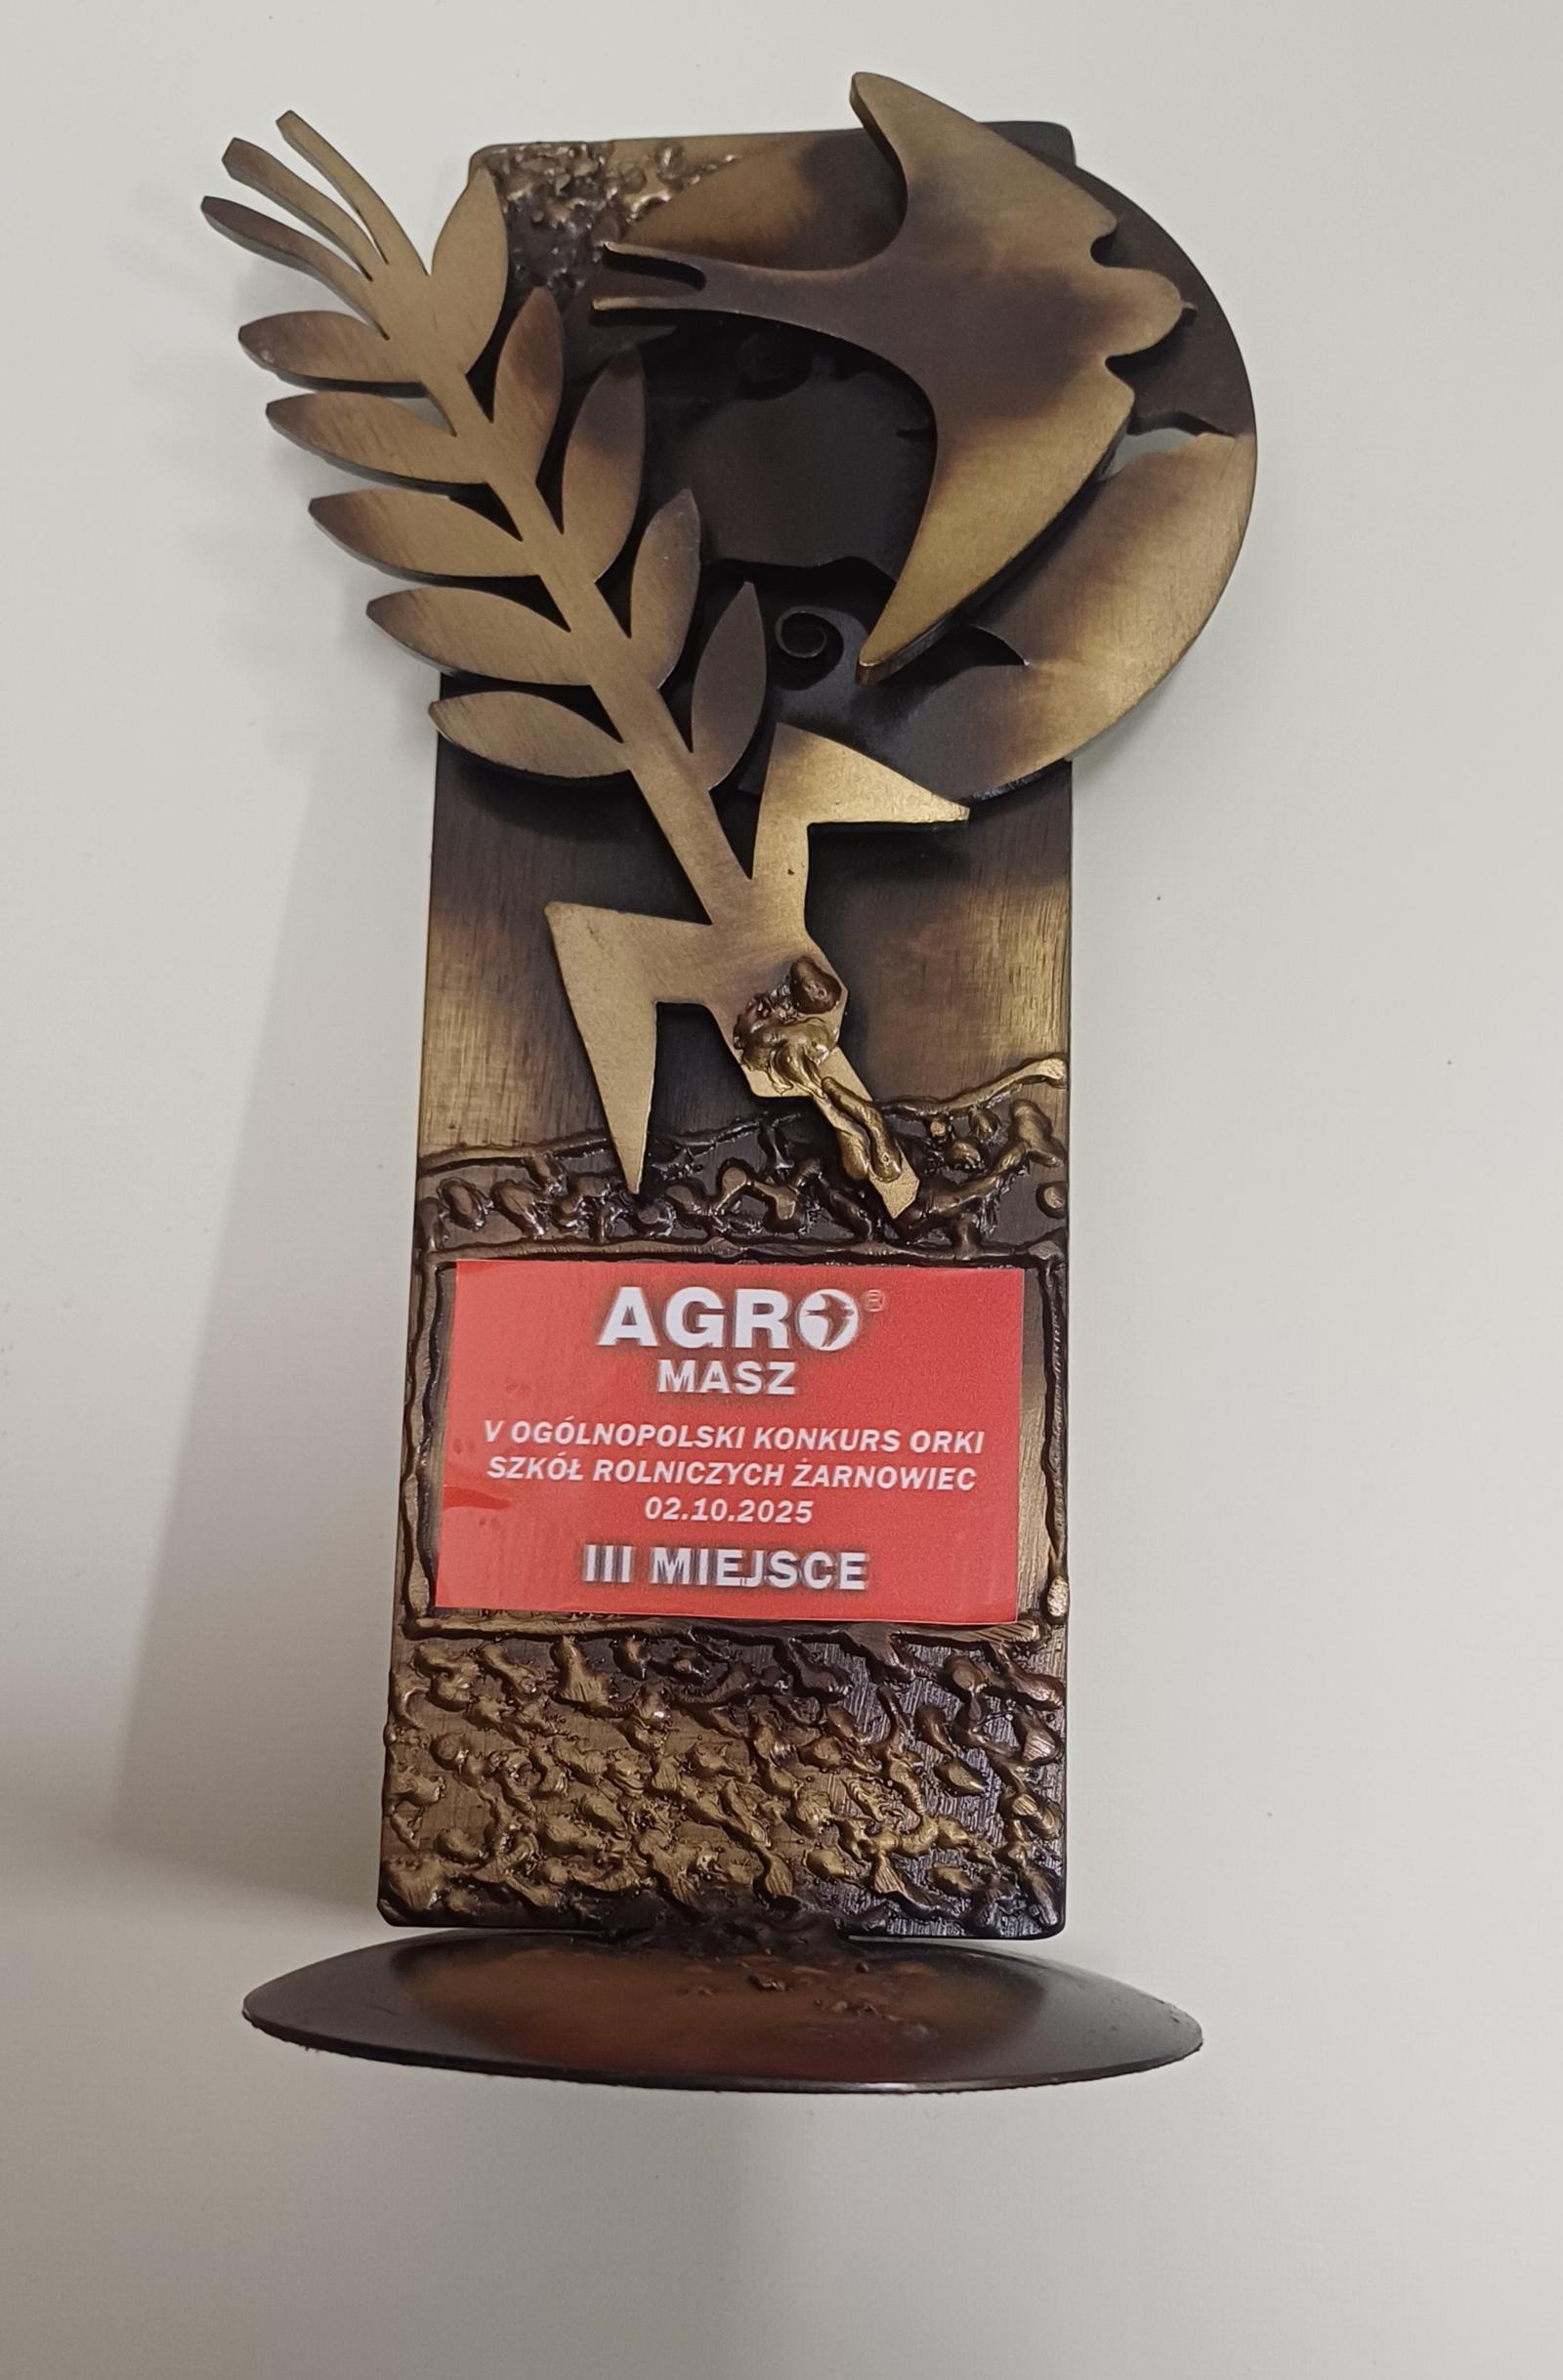 AGRO®
MASZ
V OGÓLNOPOLSKI KONKURS ORKI
SZKÓŁ ROLNICZYCH ŻARNOWIEC
02.10.2025
III MIEJSCE